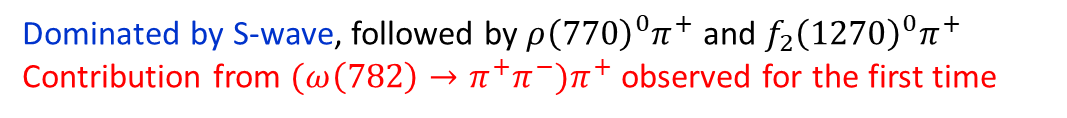 Dominated by S-wave, followed by ρ(770)⁰π⁺ and f₂(1270)⁰π⁺
Contribution from (ω(782) → π⁺π⁻)π⁺ observed for the first time